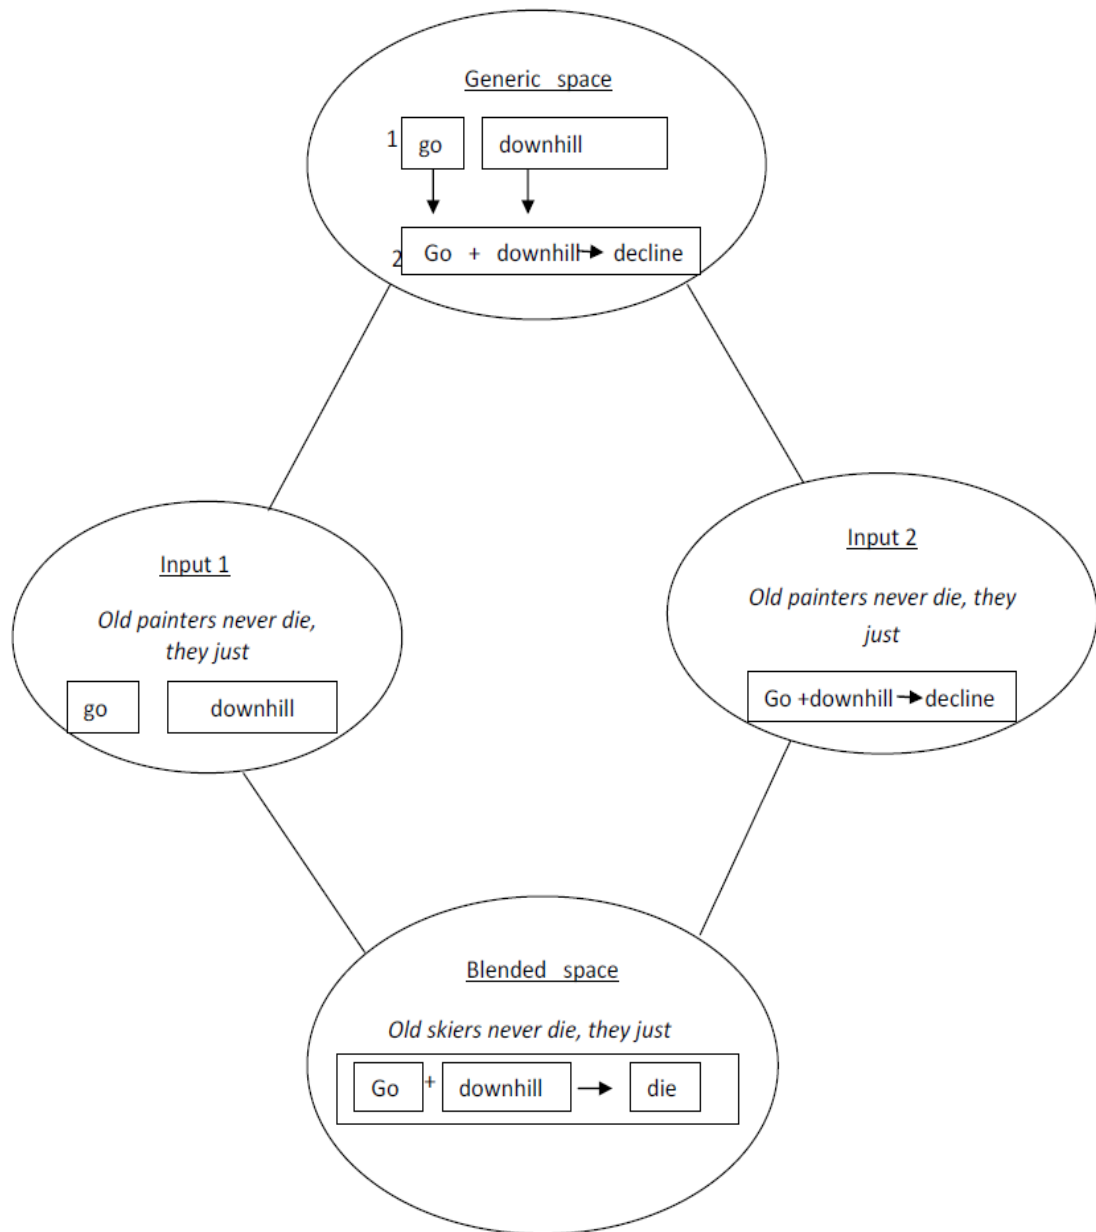 Generic space
1 go downhill
2 Go + downhill → decline
Input 1
Old painters never die,
they just
go downhill
Input 2
Old painters never die, they
just
Go +downhill → decline
Blended space
Old skiers never die, they just
Go + downhill → die